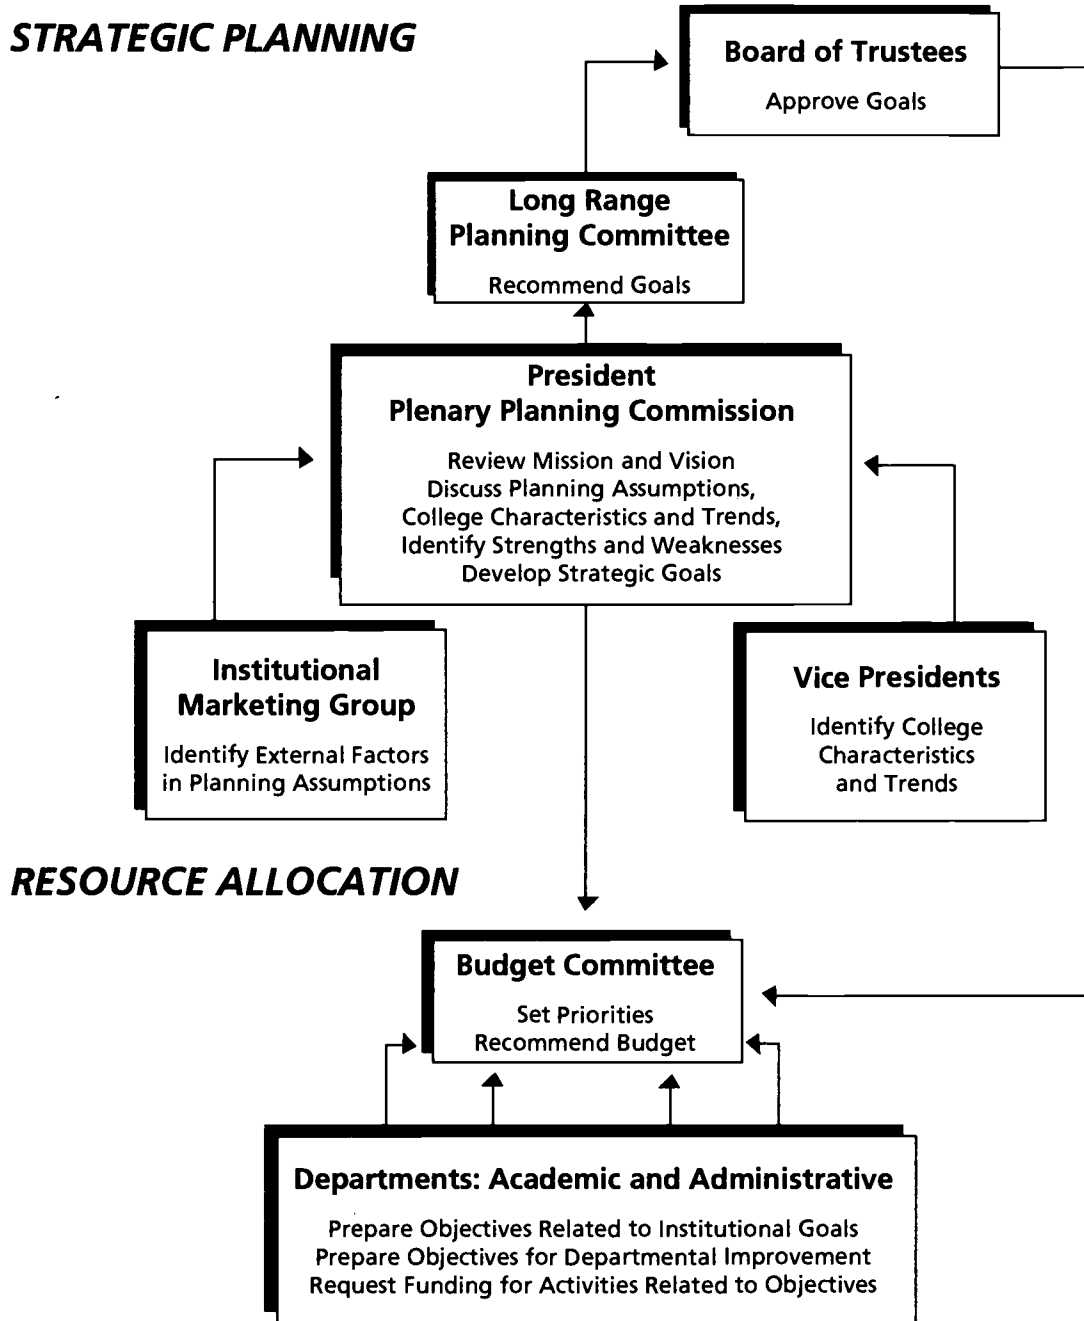 STRATEGIC PLANNING
Board of Trustees
Approve Goals
Long Range
Planning Committee
Recommend Goals
President
Plenary Planning Commission
Review Mission and Vision
Discuss Planning Assumptions,
College Characteristics and Trends,
Identify Strengths and Weaknesses
Develop Strategic Goals
Institutional
Marketing Group
Identify External Factors
in Planning Assumptions
Vice Presidents
Identify College
Characteristics
and Trends
RESOURCE ALLOCATION
Budget Committee
Set Priorities
Recommend Budget
Departments: Academic and Administrative
Prepare Objectives Related to Institutional Goals
Prepare Objectives for Departmental Improvement
Request Funding for Activities Related to Objectives